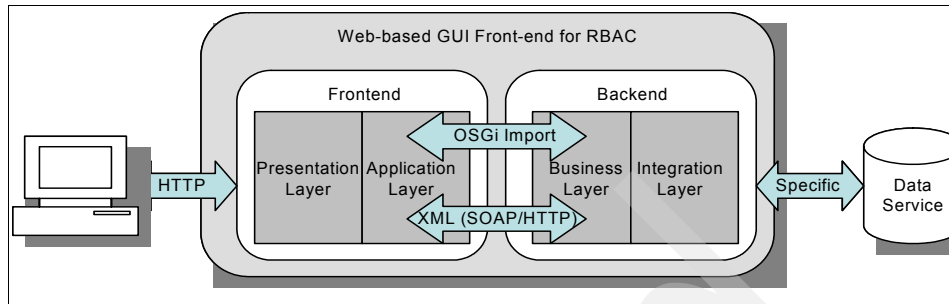 Web-based GUI Front-end for RBAC
Frontend
Backend
OSGi Import
Presentation
Layer
Application
Layer
Business
Layer
Integration
Layer
HTTP
XML (SOAP/HTTP)
Specific
Data
Service